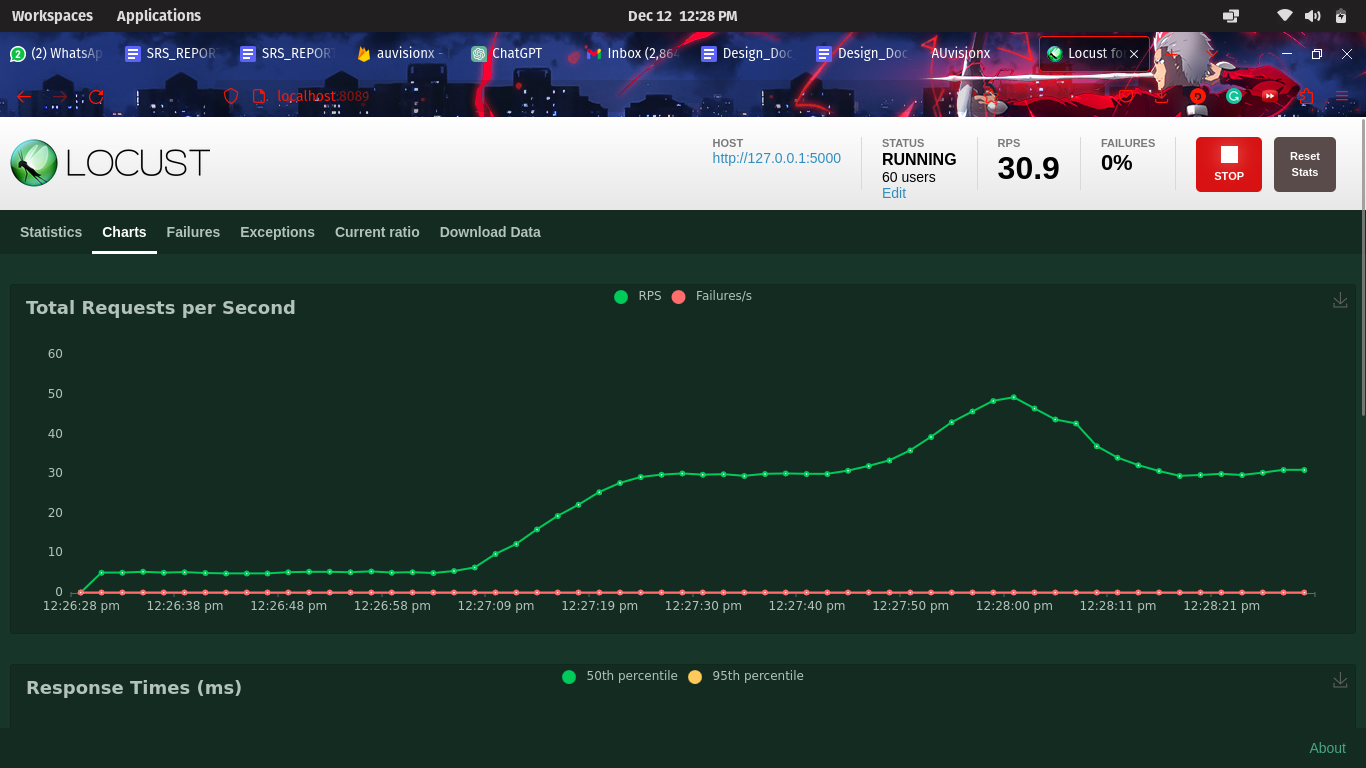 Workspaces Applications Dec 12 12:28 PM
(2) WhatsAp SRS_REPOR SRS_REPOR auvisionx - ChatGPT Inbox (2,864 Design_Doc Design_Doc AUvisionx Locust fo
localhost:8089
LOCUST
HOST
http://127.0.0.1:5000
STATUS
RUNNING
60 users
Edit
RPS
30.9
FAILURES
0%
STOP
Reset
Stats
Statistics Charts Failures Exceptions Current ratio Download Data
Total Requests per Second
RPS Failures/s
60
50
40
30
20
10
0
12:26:28 pm 12:26:38 pm 12:26:48 pm 12:26:58 pm 12:27:09 pm 12:27:19 pm 12:27:30 pm 12:27:40 pm 12:27:50 pm 12:28:00 pm 12:28:11 pm 12:28:21 pm
Response Times (ms)
50th percentile 95th percentile
About